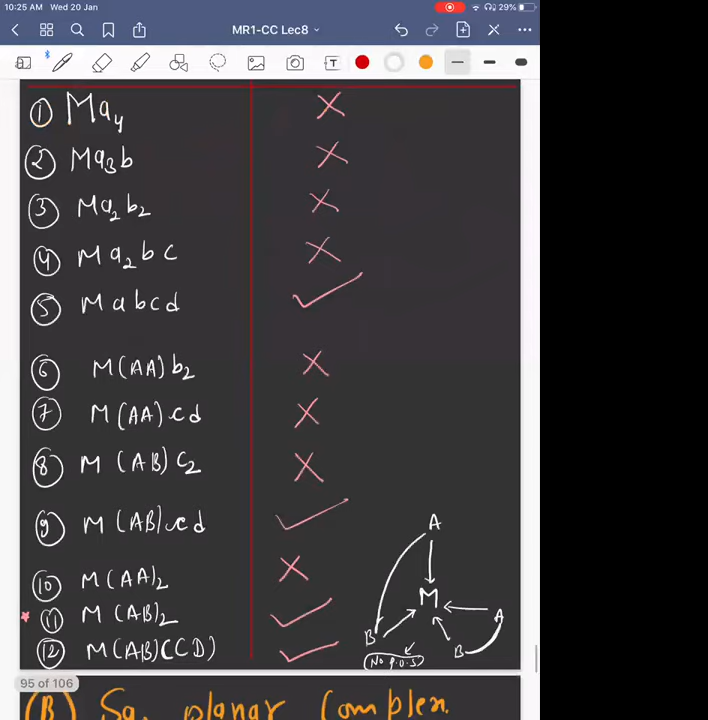 10:25 AM Wed 20 Jan
29%
MR1-CC Lec8
T
① Ma₄
② Ma₃b
③ Ma₂b₂
④ Ma₂bc
⑤ Mabcd
⑥ M(AA)b₂
⑦ M(AA)cd
⑧ M(AB)c₂
⑨ M(AB)cd
⑩ M(AA)₂
⑪ M(AB)₂
⑫ M(AB)(CD)
A
M
A
B
B
No P.O.S
95 of 106
(B) Sq. planar Complex.